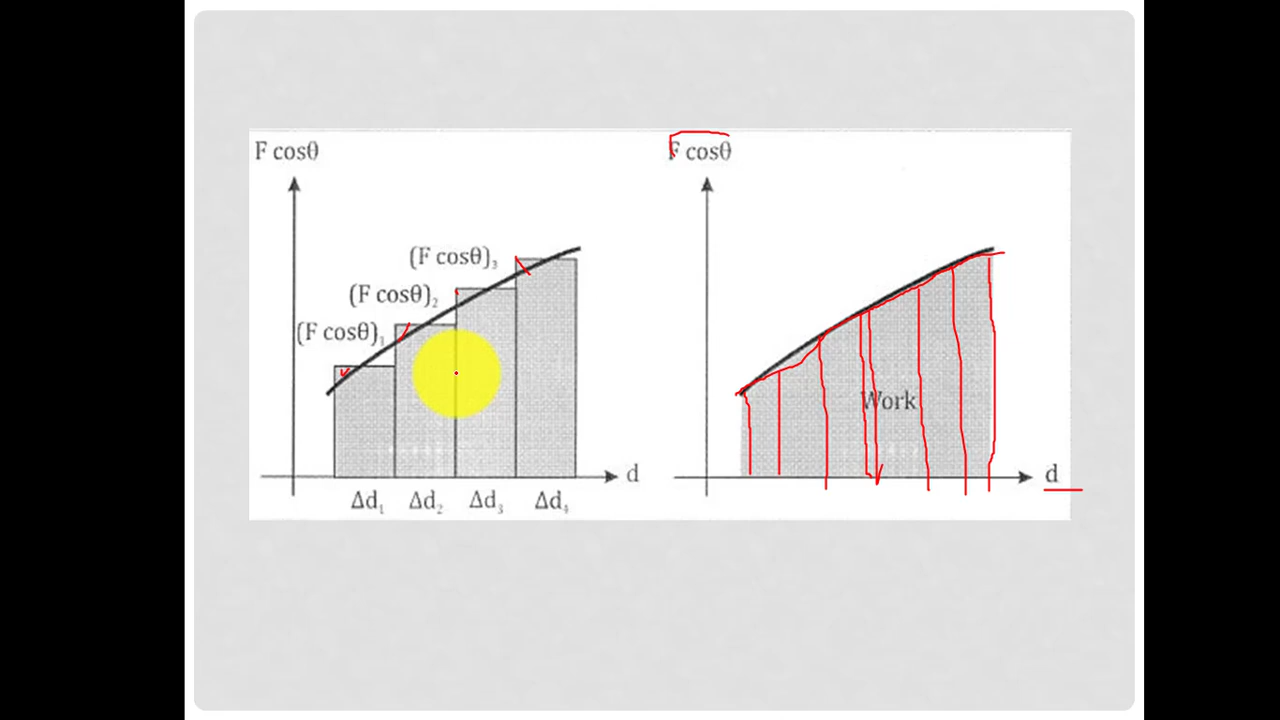 F cosθ
(F cosθ)₃
(F cosθ)₂
(F cosθ)₁
d
Δd₁ Δd₂ Δd₃ Δd₄
F cosθ
Work
d